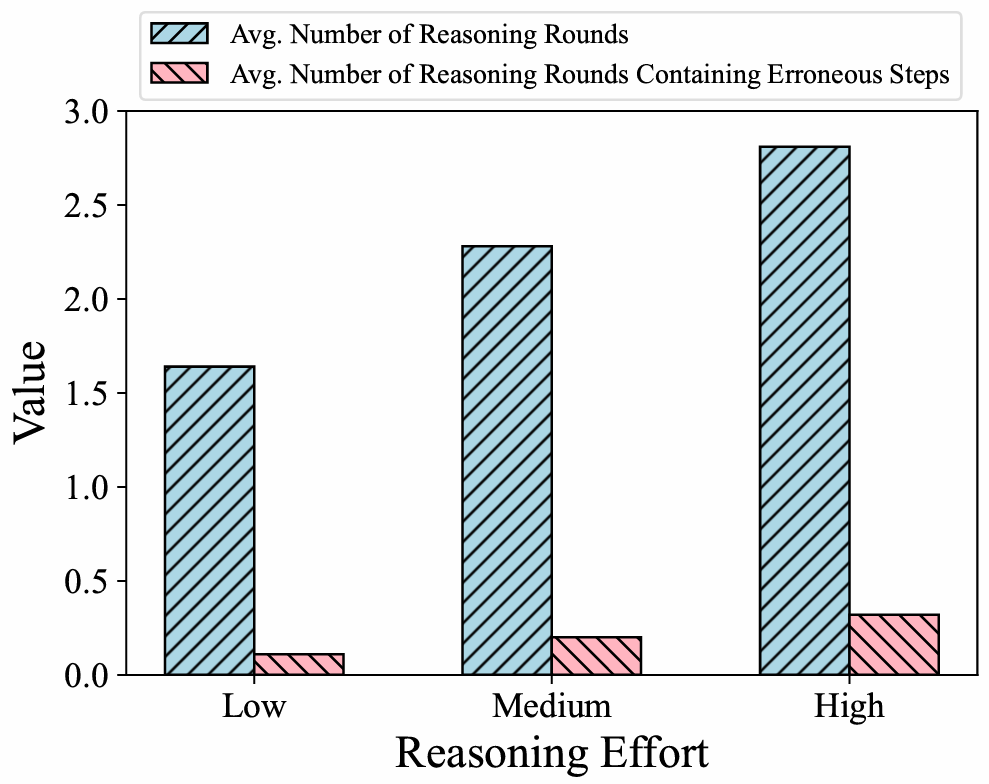 Avg. Number of Reasoning Rounds
Avg. Number of Reasoning Rounds Containing Erroneous Steps
3.0
2.5
2.0
1.5
1.0
0.5
0.0
Value
Low Medium High
Reasoning Effort